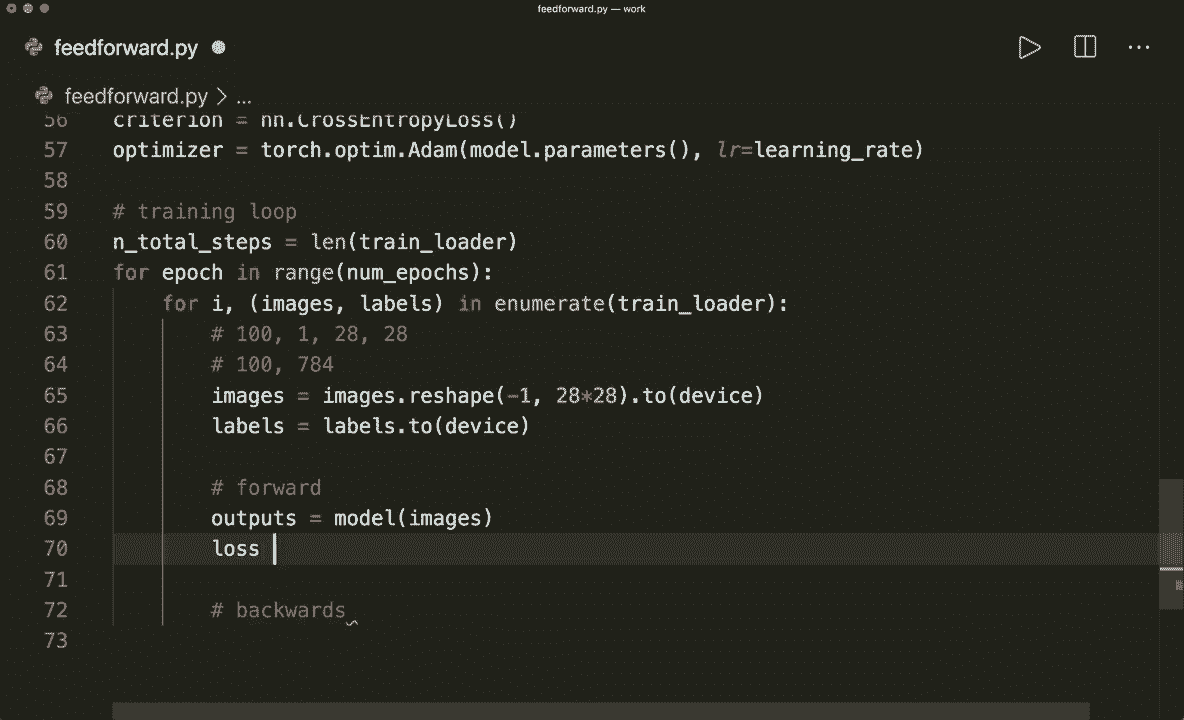 feedforward.py — work
feedforward.py
feedforward.py > ...
56 criterion = nn.CrossEntropyLoss()
57 optimizer = torch.optim.Adam(model.parameters(), lr=learning_rate)
58
59 # training loop
60 n_total_steps = len(train_loader)
61 for epoch in range(num_epochs):
62     for i, (images, labels) in enumerate(train_loader):
63         # 100, 1, 28, 28
64         # 100, 784
65         images = images.reshape(-1, 28*28).to(device)
66         labels = labels.to(device)
67
68         # forward
69         outputs = model(images)
70         loss
71
72         # backwards
73